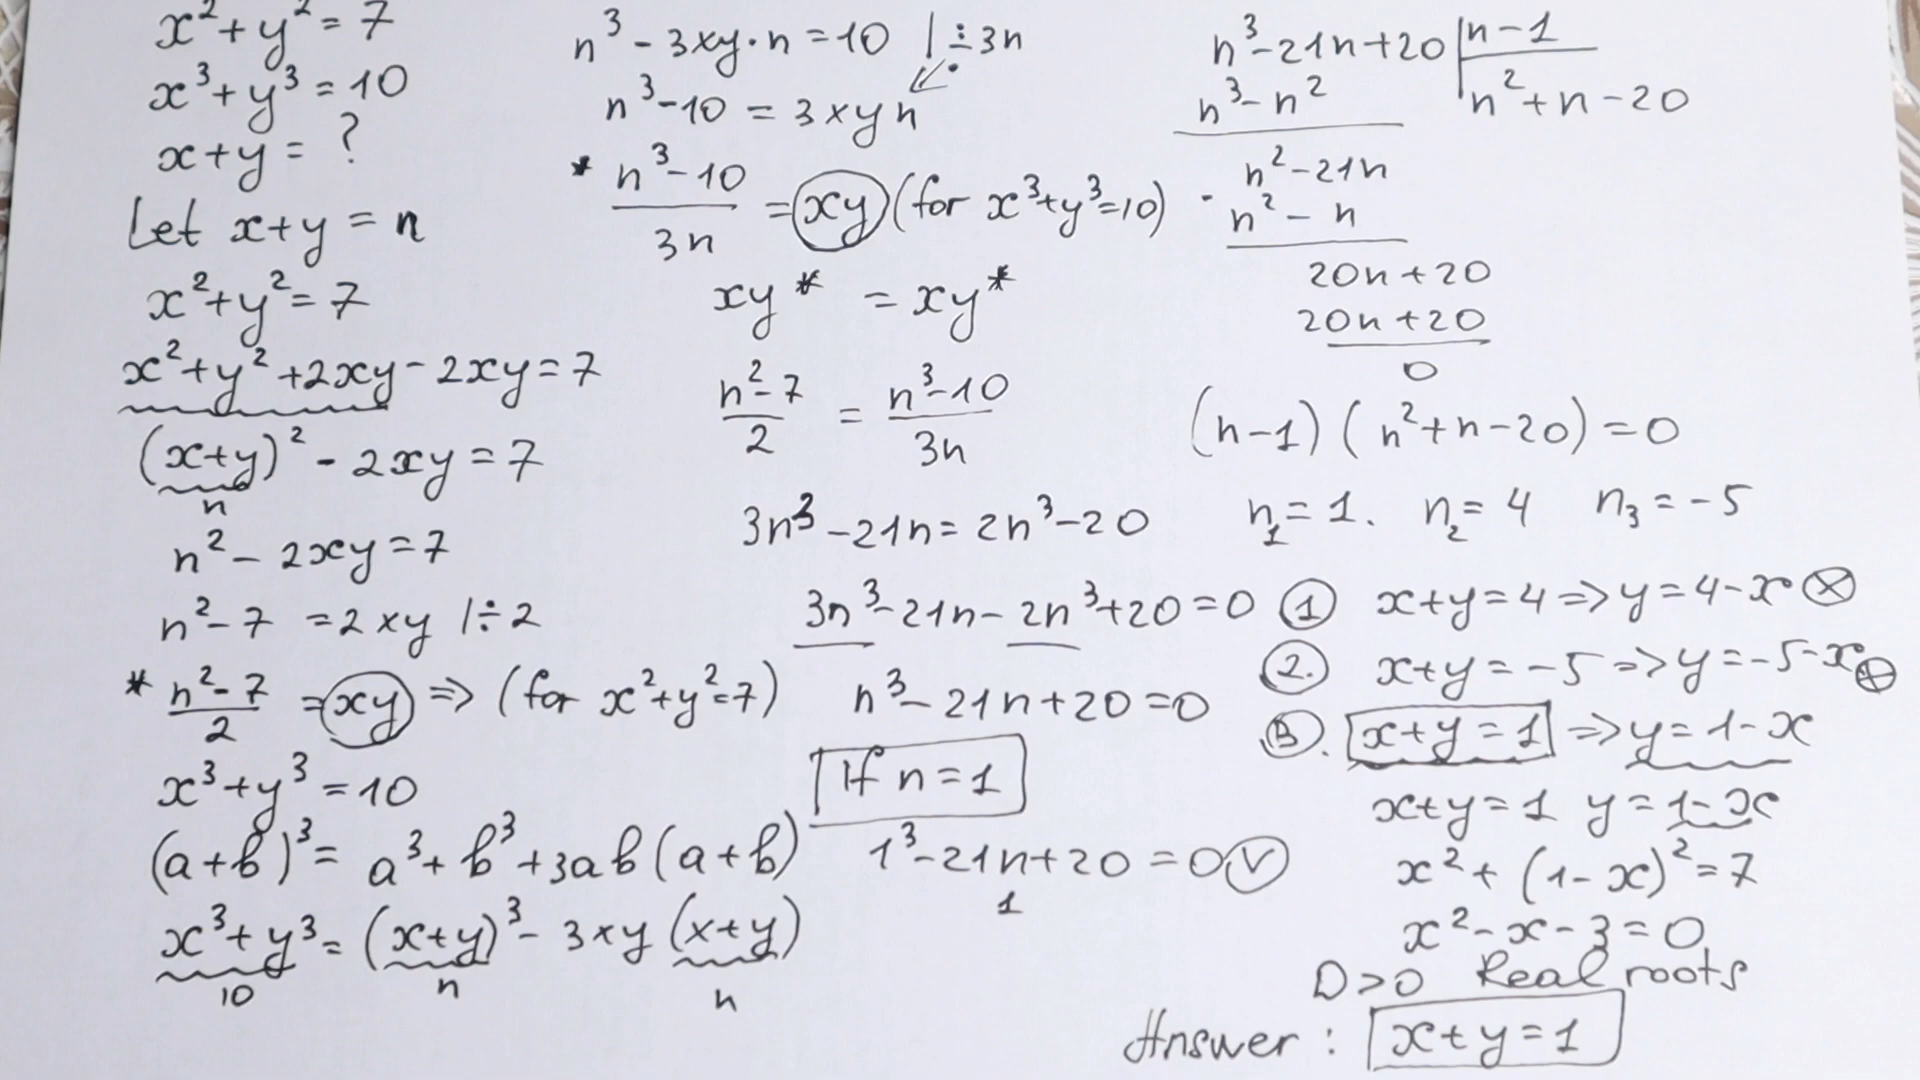 x²+y²=7
x³+y³=10
x+y=?
Let x+y=n
x²+y²=7
x²+y²+2xy-2xy=7
(x+y)²-2xy=7
n
n²-2xy=7
n²-7=2xy |÷2
* n²-7
2
=xy => (for x²+y²=7)
x³+y³=10
(a+b)³=a³+b³+3ab(a+b)
x³+y³=(x+y)³-3xy(x+y)
10 n n
n³-3xy·n=10 |÷3n
n³-10=3xyn
* n³-10
3n
=xy (for x³+y³=10)
xy*=xy*
n²-7 = n³-10
2 3n
3n³-21n=2n³-20
3n³-21n-2n³+20=0
n³-21n+20=0
If n=1
1³-21n+20=0 V
1
n³-21n+20 | n-1
n³-n² n²+n-20
n²-21n
- n²-n
20n+20
20n+20
0
(n-1)(n²+n-20)=0
n₁=1. n₂=4 n₃=-5
1 x+y=4=>y=4-x ⊗
2. x+y=-5=>y=-5-x ⊗
3. x+y=1 =>y=1-x
x+y=1 y=1-x
x²+(1-x)²=7
x²-x-3=0
D>0 Real roots
Answer: x+y=1